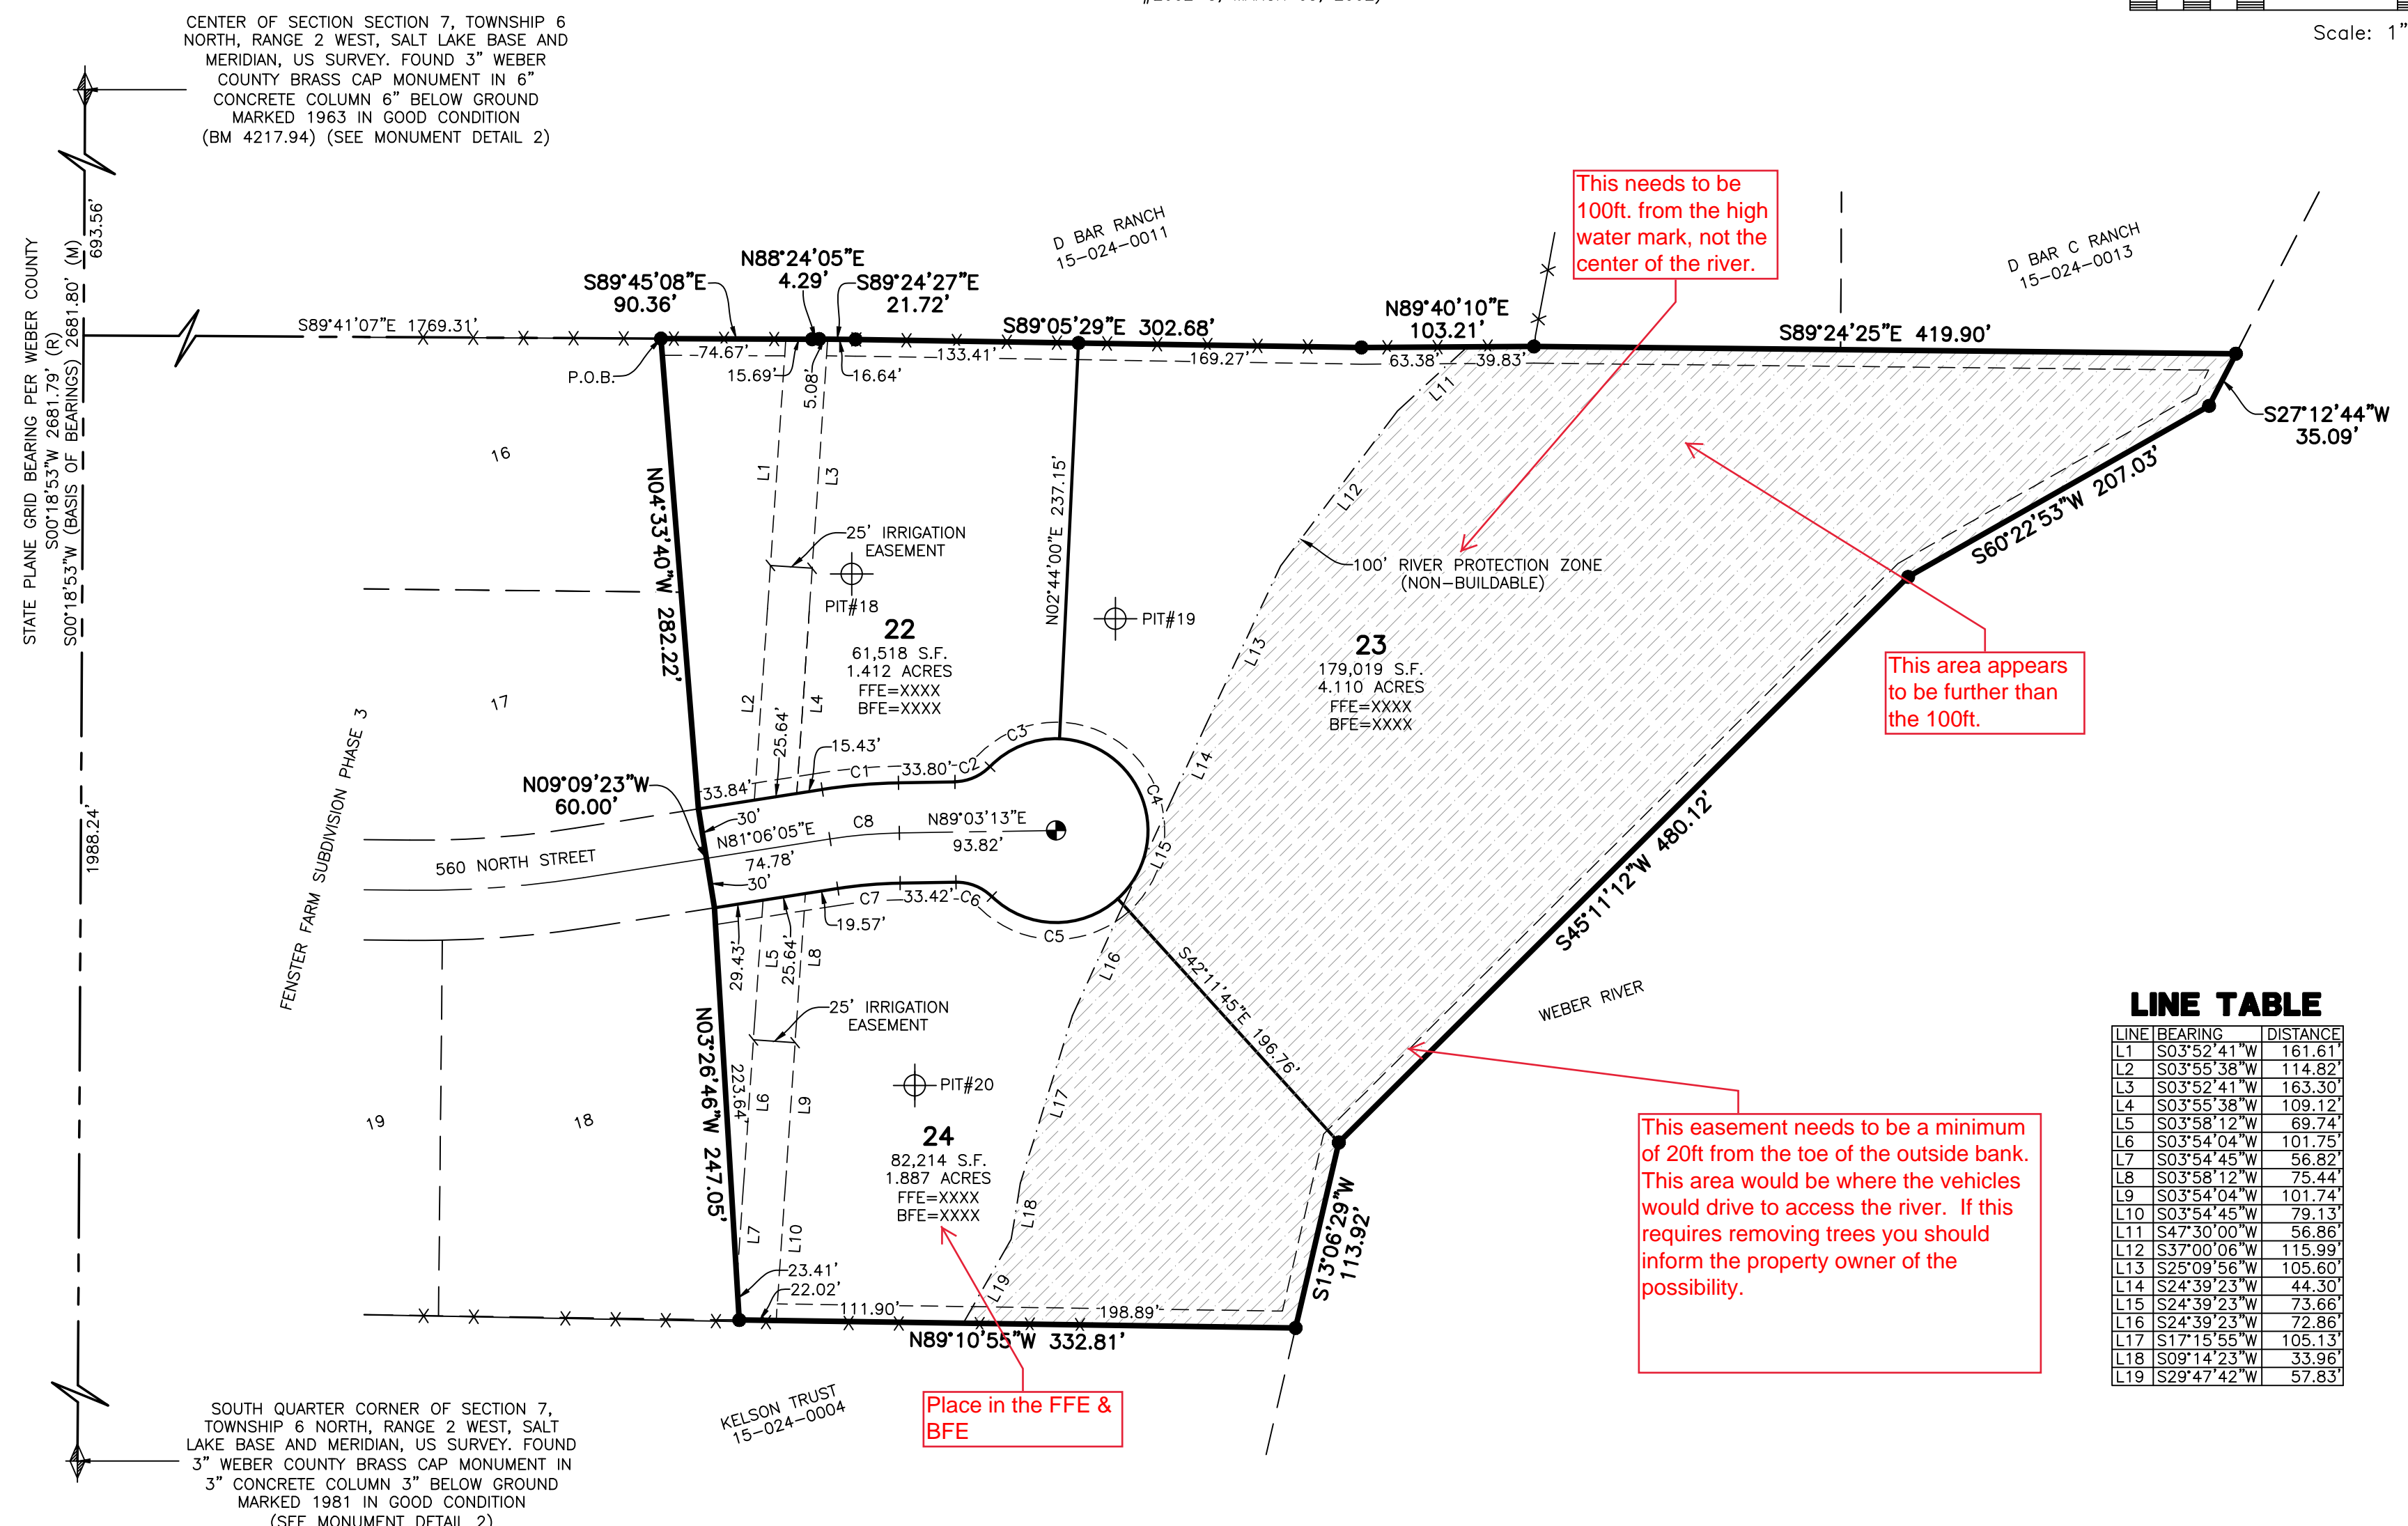 Scale: 1"
CENTER OF SECTION SECTION 7, TOWNSHIP 6
NORTH, RANGE 2 WEST, SALT LAKE BASE AND
MERIDIAN, US SURVEY. FOUND 3" WEBER
COUNTY BRASS CAP MONUMENT IN 6"
CONCRETE COLUMN 6" BELOW GROUND
MARKED 1963 IN GOOD CONDITION
(BM 4217.94) (SEE MONUMENT DETAIL 2)
STATE PLANE GRID BEARING PER WEBER COUNTY
S00°18'53"W 2681.79' (R)
S00°18'53"W (BASIS OF BEARINGS) 2681.80' (M)
693.56'
1988.24'
S89°41'07"E 1769.31'
S89°45'08"E
90.36'
N88°24'05"E
4.29'
S89°24'27"E
21.72'
D BAR RANCH
15-024-0011
S89°05'29"E 302.68'
N89°40'10"E
103.21'
S89°24'25"E 419.90'
D BAR C RANCH
15-024-0013
This needs to be
100ft. from the high
water mark, not the
center of the river.
P.O.B.
74.67'
15.69'
5.08'
16.64'
133.41'
169.27'
63.38'
39.83'
S27°12'44"W
35.09'
S60°22'53"W 207.03'
16
N04°33'40"W 282.22'
L1
L3
L11
L12
25' IRRIGATION
EASEMENT
PIT#18
N02°44'00"E 237.15'
PIT#19
100' RIVER PROTECTION ZONE
(NON-BUILDABLE)
22
61,518 S.F.
1.412 ACRES
FFE=XXXX
BFE=XXXX
23
179,019 S.F.
4.110 ACRES
FFE=XXXX
BFE=XXXX
This area appears
to be further than
the 100ft.
17
L2
L4
L13
L14
FENSTER FARM SUBDIVISION PHASE 3
N09°09'23"W
60.00'
33.84'
25.64'
15.43'
C1
33.80'
C2
C3
C4
30'
N81°06'05"E
74.78'
C8
N89°03'13"E
93.82'
30'
560 NORTH STREET
L15
S45°11'12"W 480.12'
C7
33.42'
C6
C5
19.57'
29.43'
L5
25.64'
L8
L16
S42°11'45"E 196.76'
WEBER RIVER
25' IRRIGATION
EASEMENT
N03°26'46"W 247.05'
223.64'
L6
L9
PIT#20
L17
19
18
24
82,214 S.F.
1.887 ACRES
FFE=XXXX
BFE=XXXX
L7
L10
L18
L19
S13°06'29"W
113.92'
23.41'
22.02'
111.90'
198.89'
N89°10'55"W 332.81'
KELSON TRUST
15-024-0004
Place in the FFE &
BFE
This easement needs to be a minimum
of 20ft from the toe of the outside bank.
This area would be where the vehicles
would drive to access the river. If this
requires removing trees you should
inform the property owner of the
possibility.
LINE TABLE
LINE BEARING DISTANCE
L1 S03°52'41"W 161.61'
L2 S03°55'38"W 114.82'
L3 S03°52'41"W 163.30'
L4 S03°55'38"W 109.12'
L5 S03°58'12"W 69.74'
L6 S03°54'04"W 101.75'
L7 S03°54'45"W 56.82'
L8 S03°58'12"W 75.44'
L9 S03°54'04"W 101.74'
L10 S03°54'45"W 79.13'
L11 S47°30'00"W 56.86'
L12 S37°00'06"W 115.99'
L13 S25°09'56"W 105.60'
L14 S24°39'23"W 44.30'
L15 S24°39'23"W 73.66'
L16 S24°39'23"W 72.86'
L17 S17°15'55"W 105.13'
L18 S09°14'23"W 33.96'
L19 S29°47'42"W 57.83'
SOUTH QUARTER CORNER OF SECTION 7,
TOWNSHIP 6 NORTH, RANGE 2 WEST, SALT
LAKE BASE AND MERIDIAN, US SURVEY. FOUND
3" WEBER COUNTY BRASS CAP MONUMENT IN
3" CONCRETE COLUMN 3" BELOW GROUND
MARKED 1981 IN GOOD CONDITION
(SEE MONUMENT DETAIL 2)